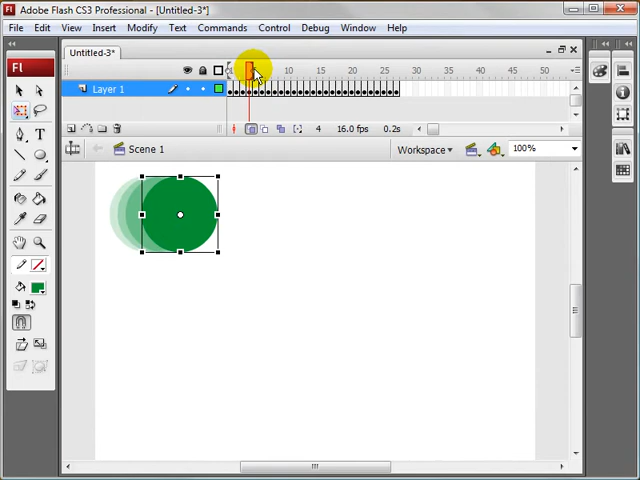 Adobe Flash CS3 Professional - [Untitled-3*]
File Edit View Insert Modify Text Commands Control Debug Window Help
Untitled-3*
Fl
5 10 15 20 25 30 35 40 45 50
Layer 1
4 16.0 fps 0.2s
Scene 1 Workspace 100%
T